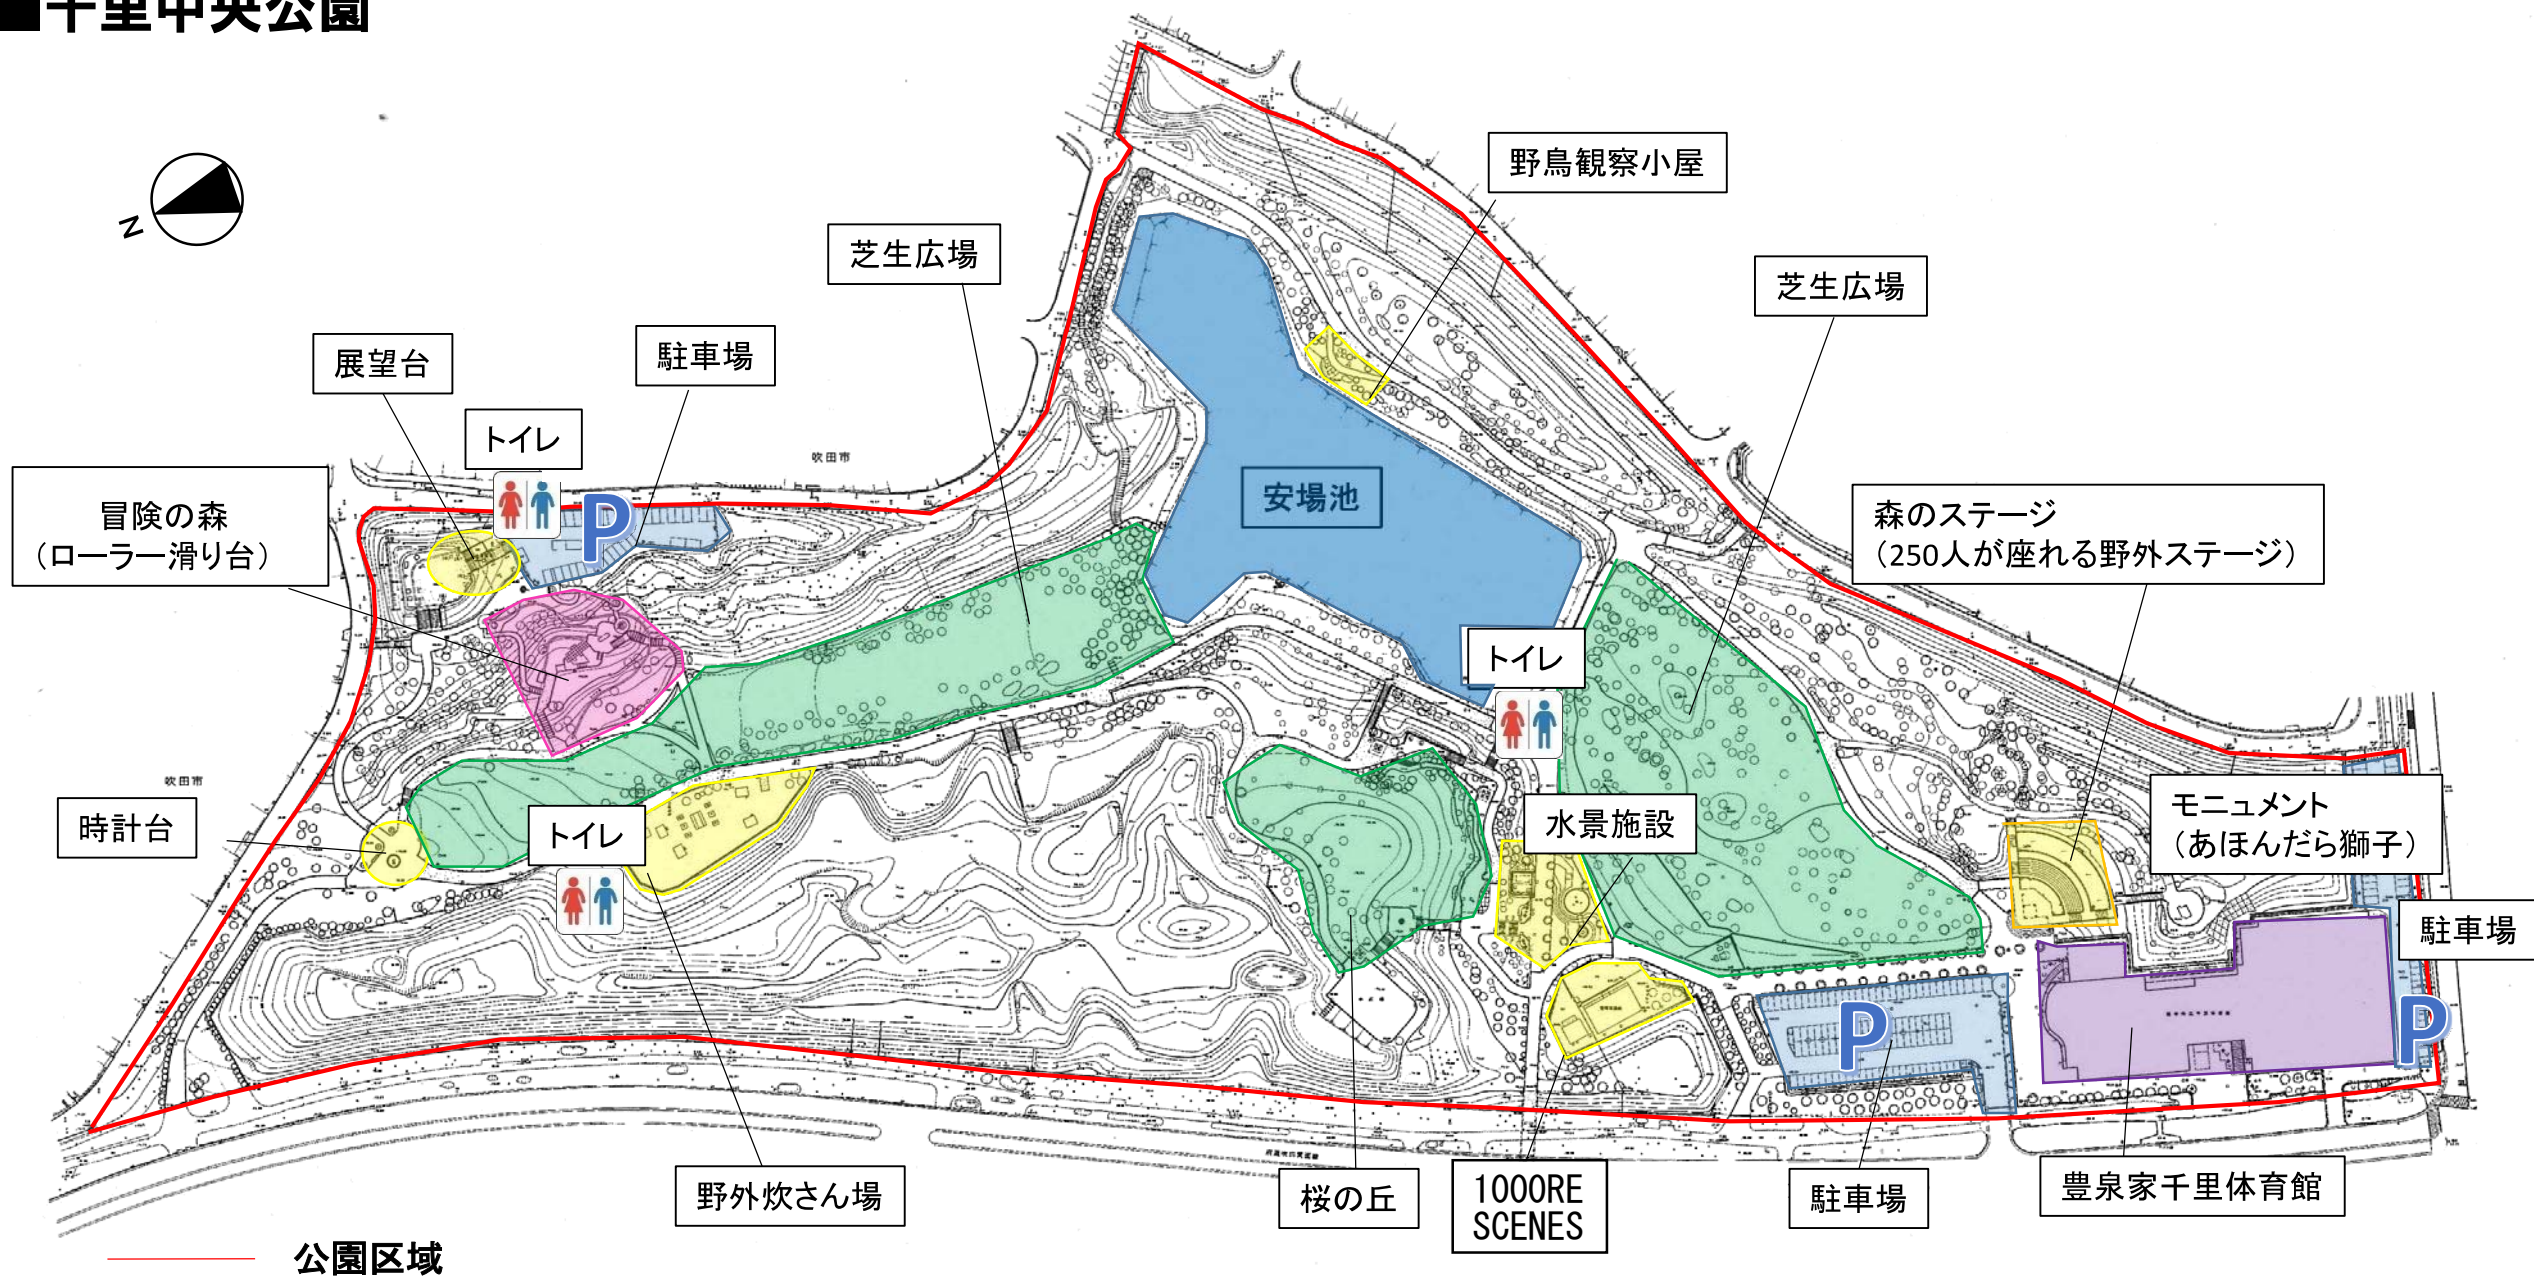 ■千里中央公園
野鳥観察小屋
芝生広場
芝生広場
展望台
駐車場
トイレ
吹田市
冒険の森
（ローラー滑り台）
安場池
森のステージ
（250人が座れる野外ステージ）
P
N
トイレ
吹田市
時計台
トイレ
水景施設
モニュメント
（あほんだら獅子）
駐車場
P
P
野外炊さん場
桜の丘
1000RE
SCENES
駐車場
豊泉家千里体育館
公園区域